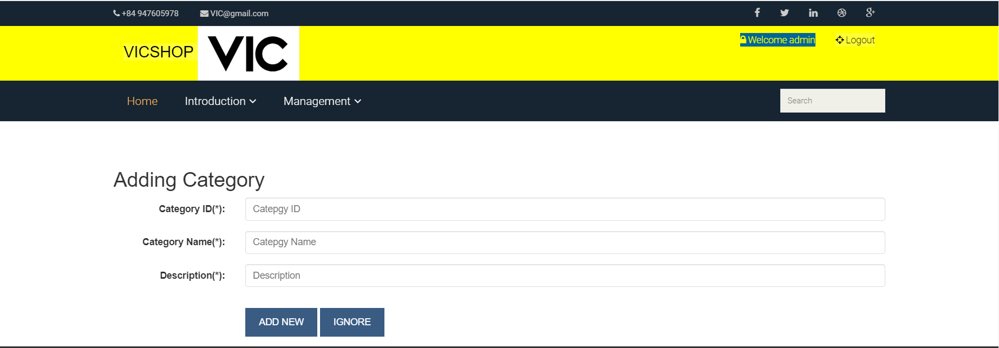 +84 947605978 VIC@gmail.com
VICSHOP VIC Welcome admin Logout
Home Introduction Management Search
Adding Category
Category ID(*): Catepgy ID
Category Name(*): Catepgy Name
Description(*): Description
ADD NEW IGNORE